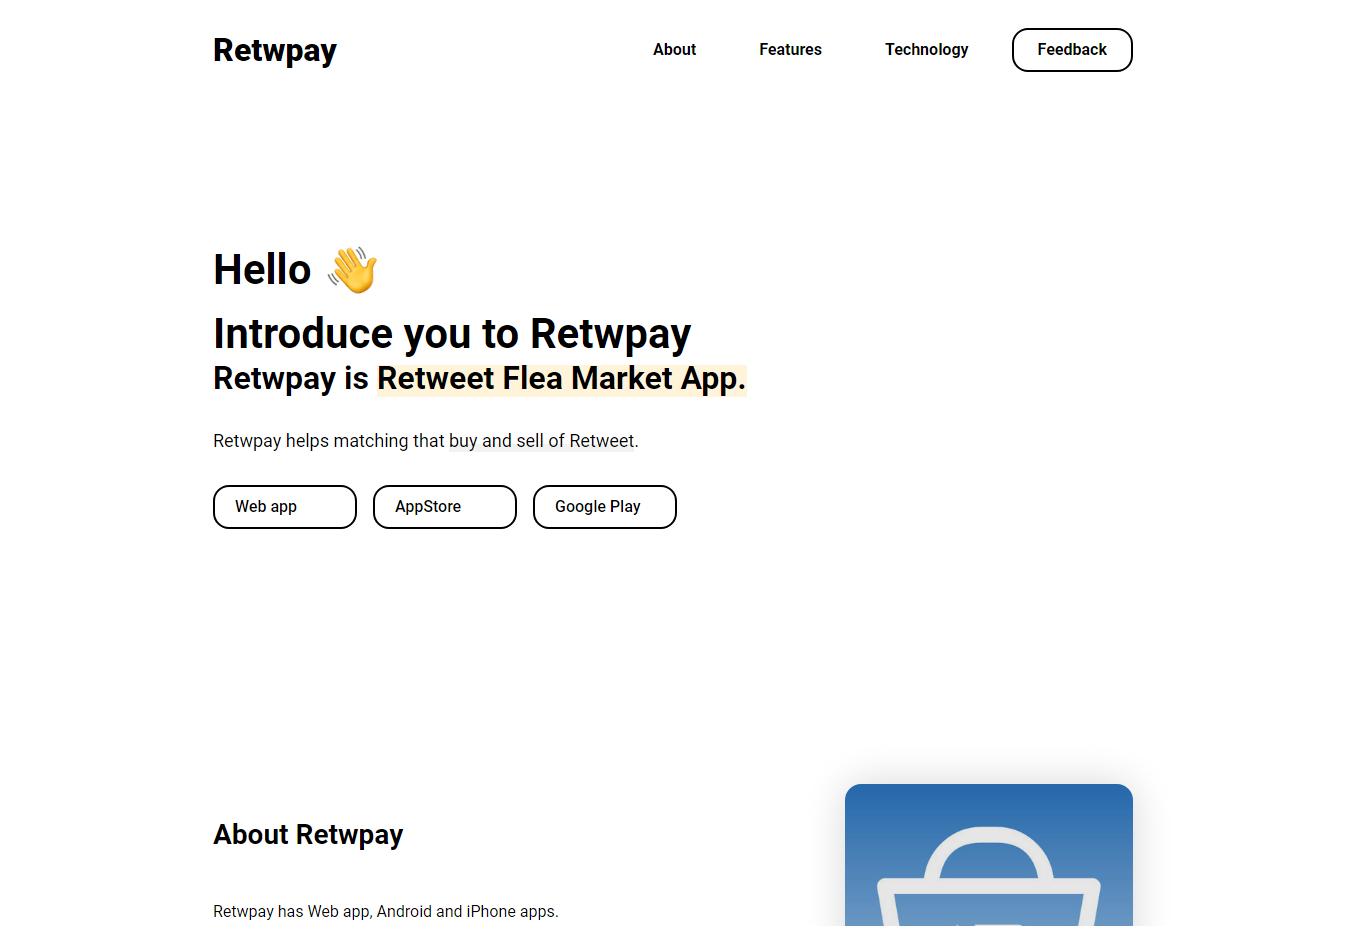 Retwpay
About
Features
Technology
Feedback
Hello 👋
Introduce you to Retwpay
Retwpay is Retweet Flea Market App.
Retwpay helps matching that buy and sell of Retweet.
Web app
AppStore
Google Play
About Retwpay
Retwpay has Web app, Android and iPhone apps.